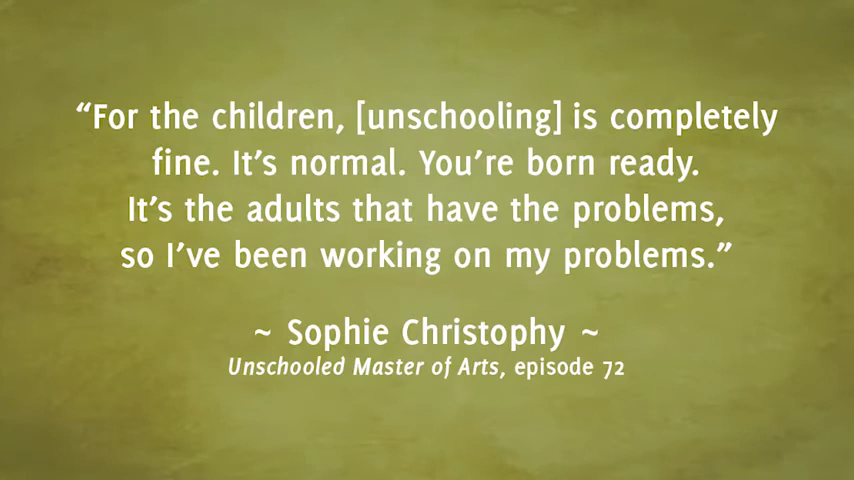 “For the children, [unschooling] is completely
fine. It’s normal. You’re born ready.
It’s the adults that have the problems,
so I’ve been working on my problems.”
~ Sophie Christophy ~
Unschooled Master of Arts, episode 72